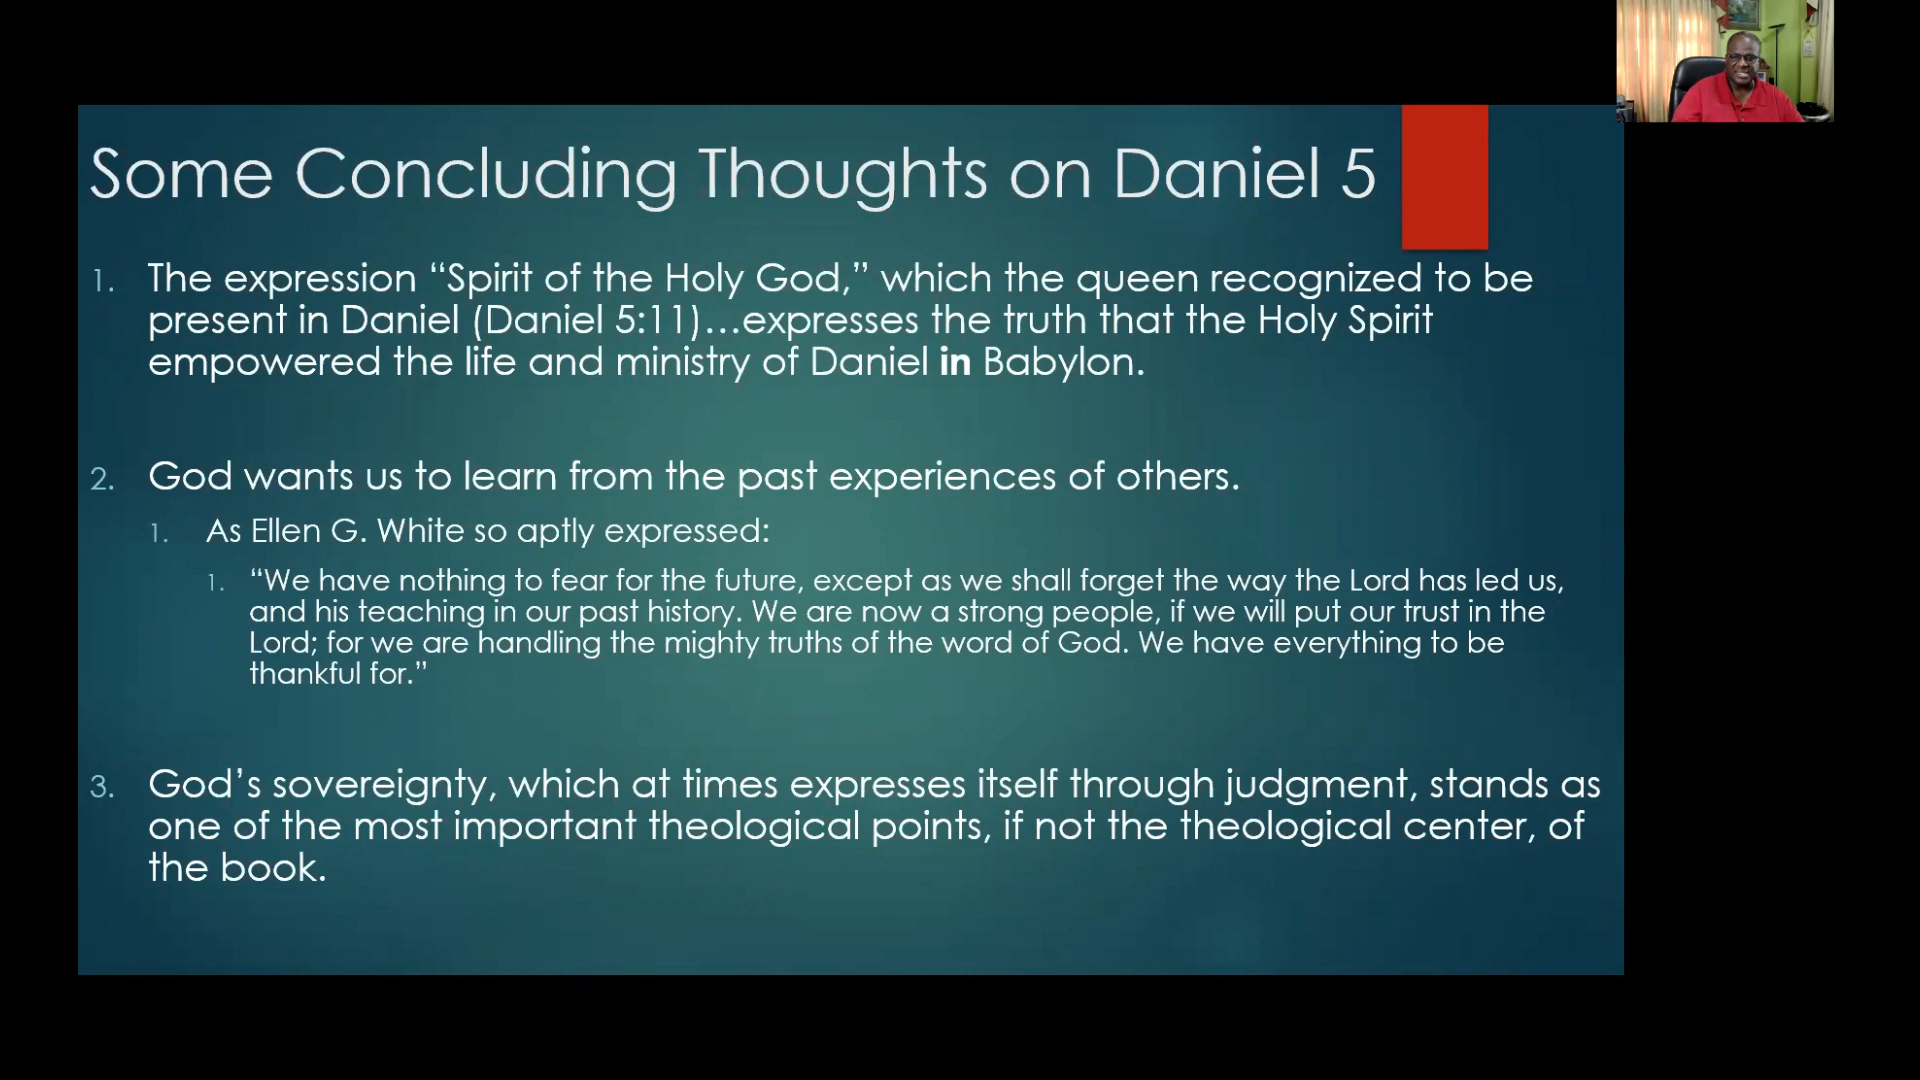 Some Concluding Thoughts on Daniel 5
1. The expression “Spirit of the Holy God,” which the queen recognized to be
present in Daniel (Daniel 5:11)…expresses the truth that the Holy Spirit
empowered the life and ministry of Daniel in Babylon.
2. God wants us to learn from the past experiences of others.
1. As Ellen G. White so aptly expressed:
1. “We have nothing to fear for the future, except as we shall forget the way the Lord has led us,
and his teaching in our past history. We are now a strong people, if we will put our trust in the
Lord; for we are handling the mighty truths of the word of God. We have everything to be
thankful for.”
3. God’s sovereignty, which at times expresses itself through judgment, stands as
one of the most important theological points, if not the theological center, of
the book.